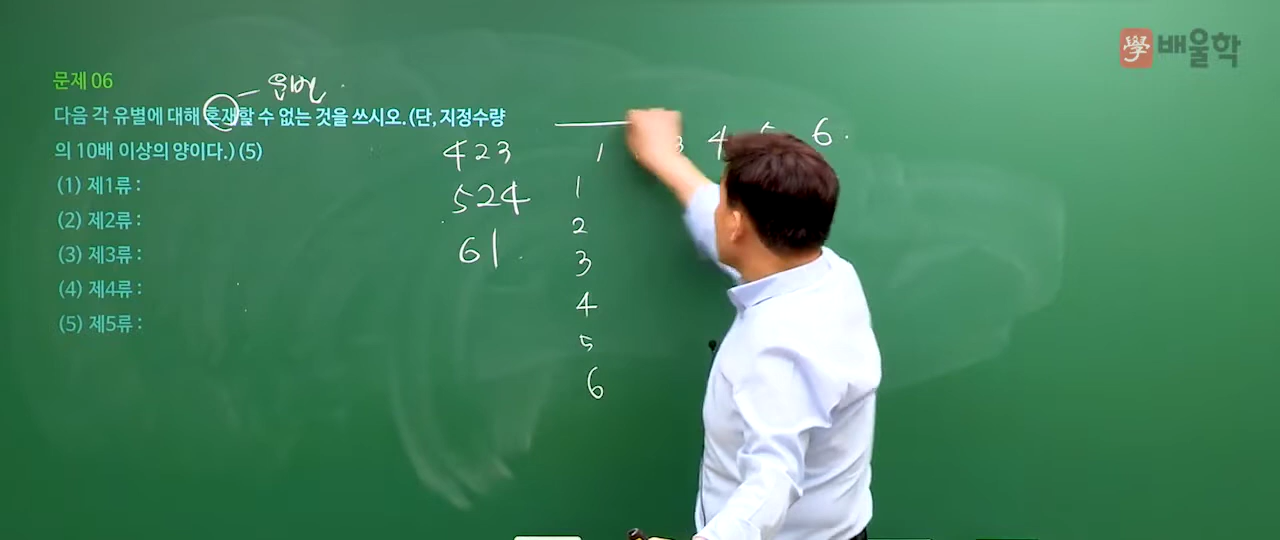 學 배울학
문제 06
운반
다음 각 유별에 대해 혼재할 수 없는 것을 쓰시오. (단, 지정수량
의 10배 이상의 양이다.) (5)
(1) 제1류 :
(2) 제2류 :
(3) 제3류 :
(4) 제4류 :
(5) 제5류 :
423
524
61.
1 3 4 5 6.
1
2
3
4
5
6